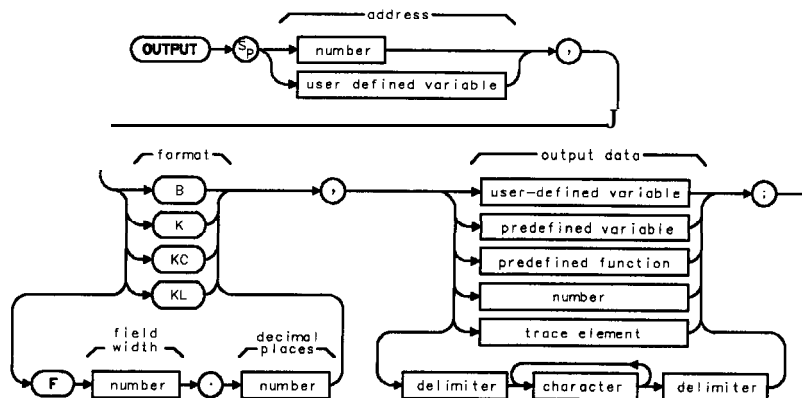 address
OUTPUT Sp number ,
user defined variable
format output data
B , user-defined variable ;
K predefined variable
KC predefined function
KL number
field width decimal places trace element
F number . number delimiter character delimiter